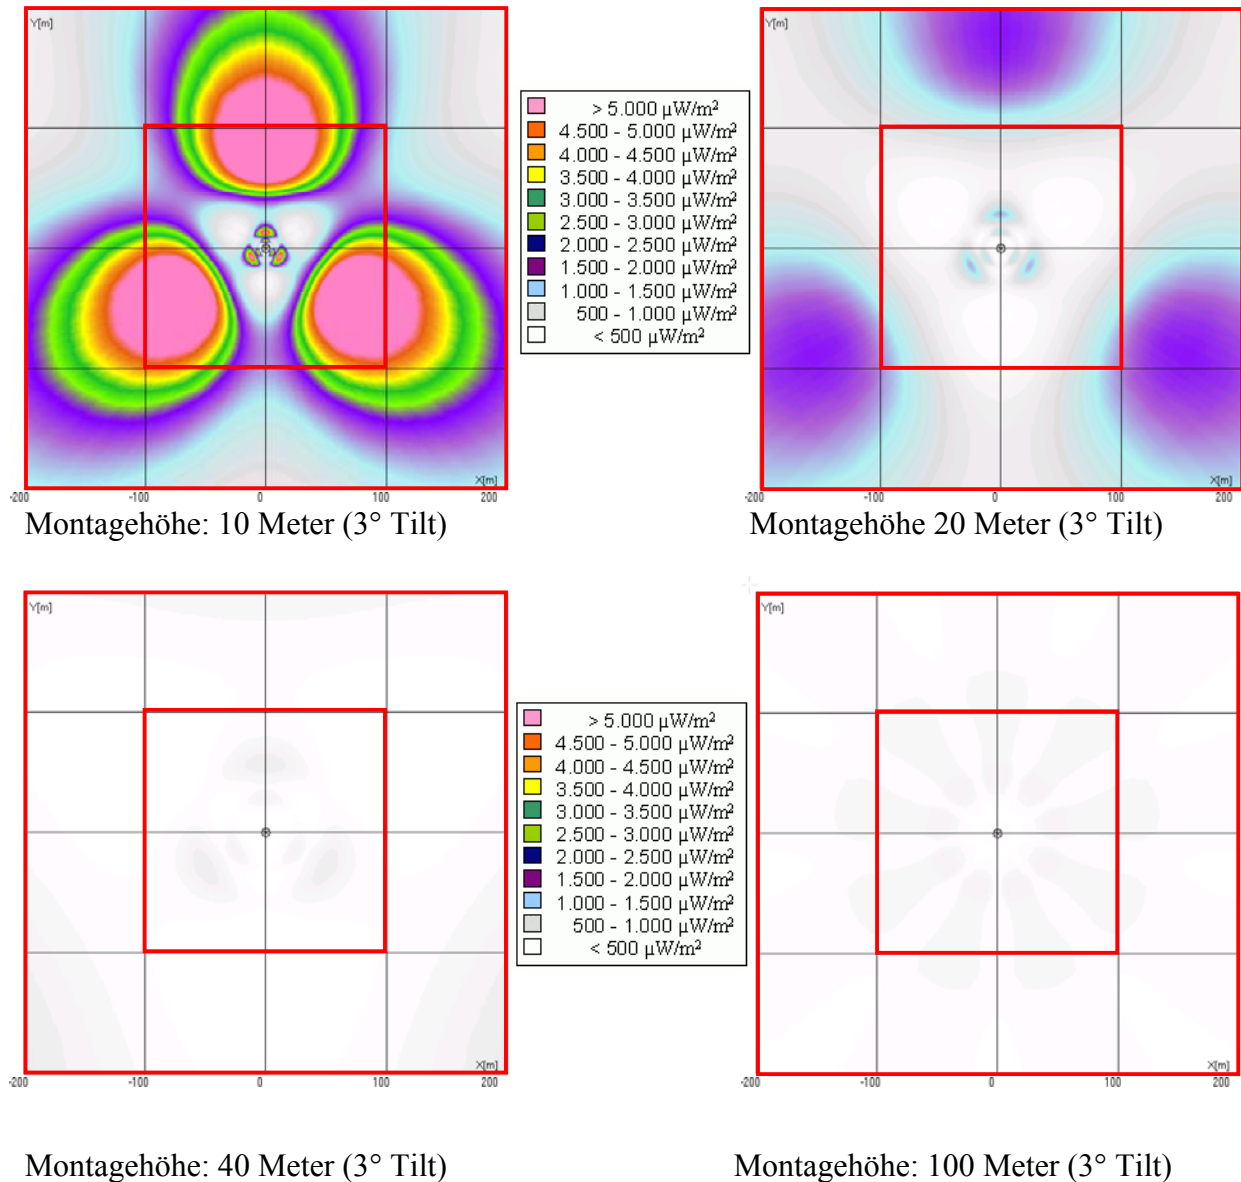 Y[m]
X[m]
-200 -100 0 100 200
Montagehöhe: 10 Meter (3° Tilt)
> 5.000 µW/m²
4.500 - 5.000 µW/m²
4.000 - 4.500 µW/m²
3.500 - 4.000 µW/m²
3.000 - 3.500 µW/m²
2.500 - 3.000 µW/m²
2.000 - 2.500 µW/m²
1.500 - 2.000 µW/m²
1.000 - 1.500 µW/m²
500 - 1.000 µW/m²
< 500 µW/m²
Y[m]
X[m]
-200 -100 0 100 200
Montagehöhe 20 Meter (3° Tilt)
Y[m]
X[m]
-200 -100 0 100 200
Montagehöhe: 40 Meter (3° Tilt)
> 5.000 µW/m²
4.500 - 5.000 µW/m²
4.000 - 4.500 µW/m²
3.500 - 4.000 µW/m²
3.000 - 3.500 µW/m²
2.500 - 3.000 µW/m²
2.000 - 2.500 µW/m²
1.500 - 2.000 µW/m²
1.000 - 1.500 µW/m²
500 - 1.000 µW/m²
< 500 µW/m²
Y[m]
X[m]
-200 -100 0 100 200
Montagehöhe: 100 Meter (3° Tilt)